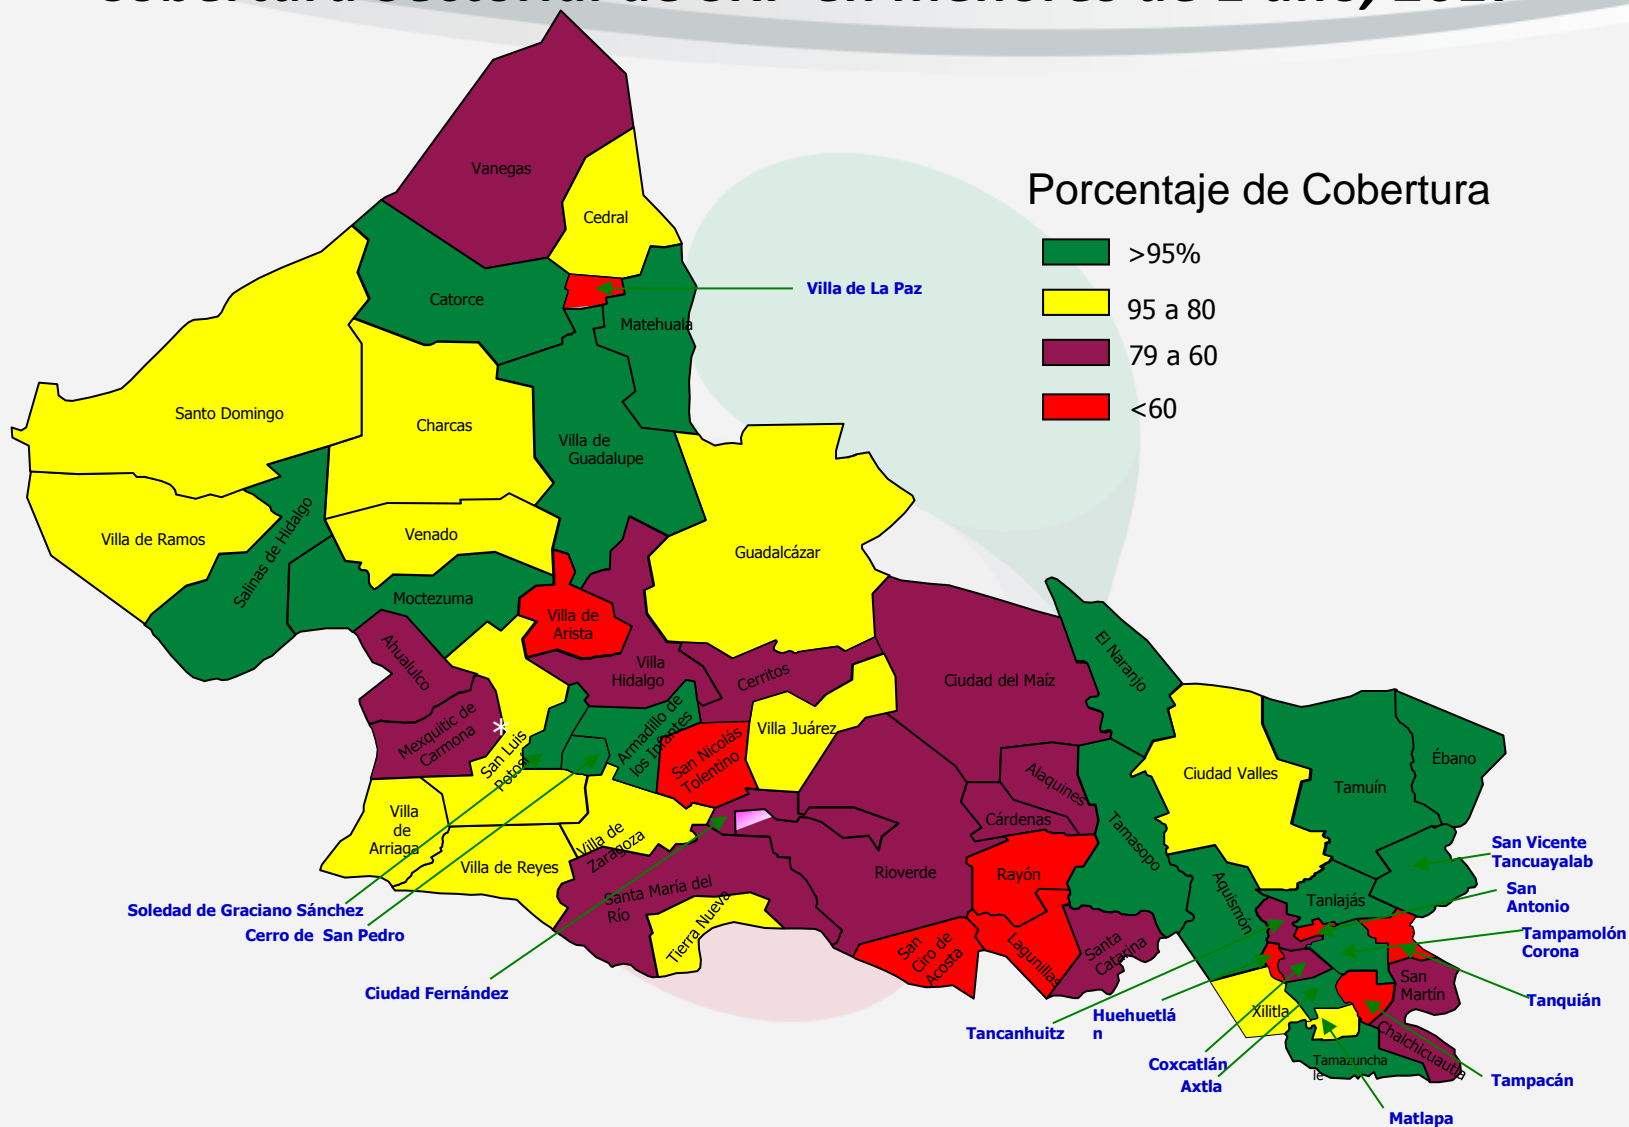 Vanegas
Cedral
Porcentaje de Cobertura
>95%
95 a 80
79 a 60
<60
Catorce
Villa de La Paz
Matehuala
Santo Domingo
Charcas
Villa de
Guadalupe
Villa de Ramos
Salinas de Hidalgo
Venado
Guadalcázar
Moctezuma
Villa de
Arista
Ahualulco
Villa
Hidalgo
Cerritos
Ciudad del Maíz
El Naranjo
Mexquitic de
Carmona
*
San Luis
Potosí
Armadillo de
los Infantes
San Nicolás
Tolentino
Villa Juárez
Alaquines
Cárdenas
Tamasopo
Ciudad Valles
Tamuín
Ébano
Villa
de
Arriaga
Villa de Reyes
Villa de
Zaragoza
Santa María del
Río
Tierra Nueva
Rioverde
Rayón
San
Ciro de
Acosta
Lagunillas
Santa
Catarina
Aquismón
Tanlajás
San Vicente
Tancuayalab
San
Antonio
Tampamolón
Corona
Tanquián
San
Martín
Soledad de Graciano Sánchez
Cerro de San Pedro
Ciudad Fernández
Tancanhuitz
Huehuetlá
n
Xilitla
Coxcatlán
Axtla
Tamazuncha
le
Chalchicuautla
Tampacán
Matlapa